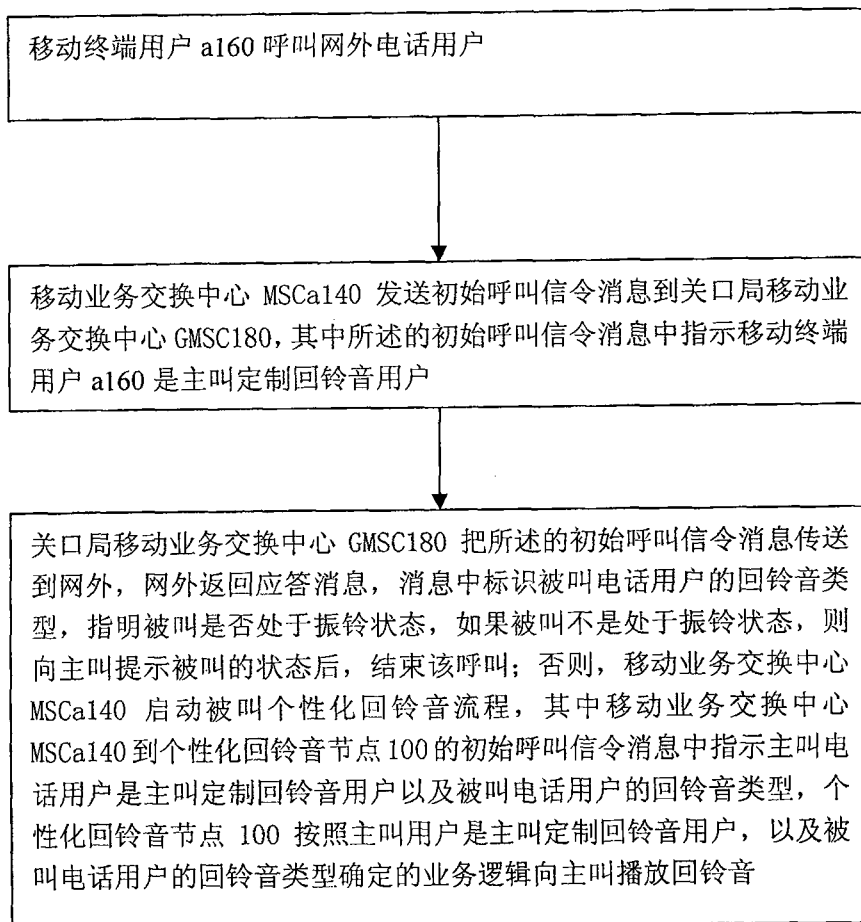 移动终端用户 a160 呼叫网外电话用户
移动业务交换中心 MSCa140 发送初始呼叫信令消息到关口局移动业
务交换中心 GMSC180，其中所述的初始呼叫信令消息中指示移动终端
用户 a160 是主叫定制回铃音用户
关口局移动业务交换中心 GMSC180 把所述的初始呼叫信令消息传送
到网外，网外返回应答消息，消息中标识被叫电话用户的回铃音类
型，指明被叫是否处于振铃状态，如果被叫不是处于振铃状态，则
向主叫提示被叫的状态后，结束该呼叫；否则，移动业务交换中心
MSCa140 启动被叫个性化回铃音流程，其中移动业务交换中心
MSCa140 到个性化回铃音节点 100 的初始呼叫信令消息中指示主叫电
话用户是主叫定制回铃音用户以及被叫电话用户的回铃音类型，个
性化回铃音节点 100 按照主叫用户是主叫定制回铃音用户，以及被
叫电话用户的回铃音类型确定的业务逻辑向主叫播放回铃音